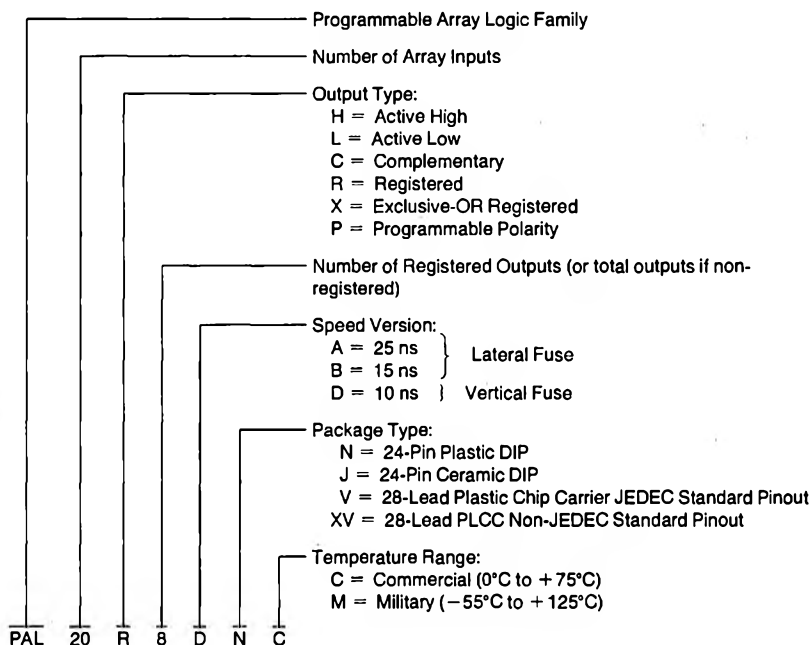 Programmable Array Logic Family
Number of Array Inputs
Output Type:
H = Active High
L = Active Low
C = Complementary
R = Registered
X = Exclusive-OR Registered
P = Programmable Polarity
Number of Registered Outputs (or total outputs if non-
registered)
Speed Version:
A = 25 ns
B = 15 ns
Lateral Fuse
D = 10 ns } Vertical Fuse
Package Type:
N = 24-Pin Plastic DIP
J = 24-Pin Ceramic DIP
V = 28-Lead Plastic Chip Carrier JEDEC Standard Pinout
XV = 28-Lead PLCC Non-JEDEC Standard Pinout
Temperature Range:
C = Commercial (0°C to +75°C)
M = Military (−55°C to +125°C)
PAL 20 R 8 D N C